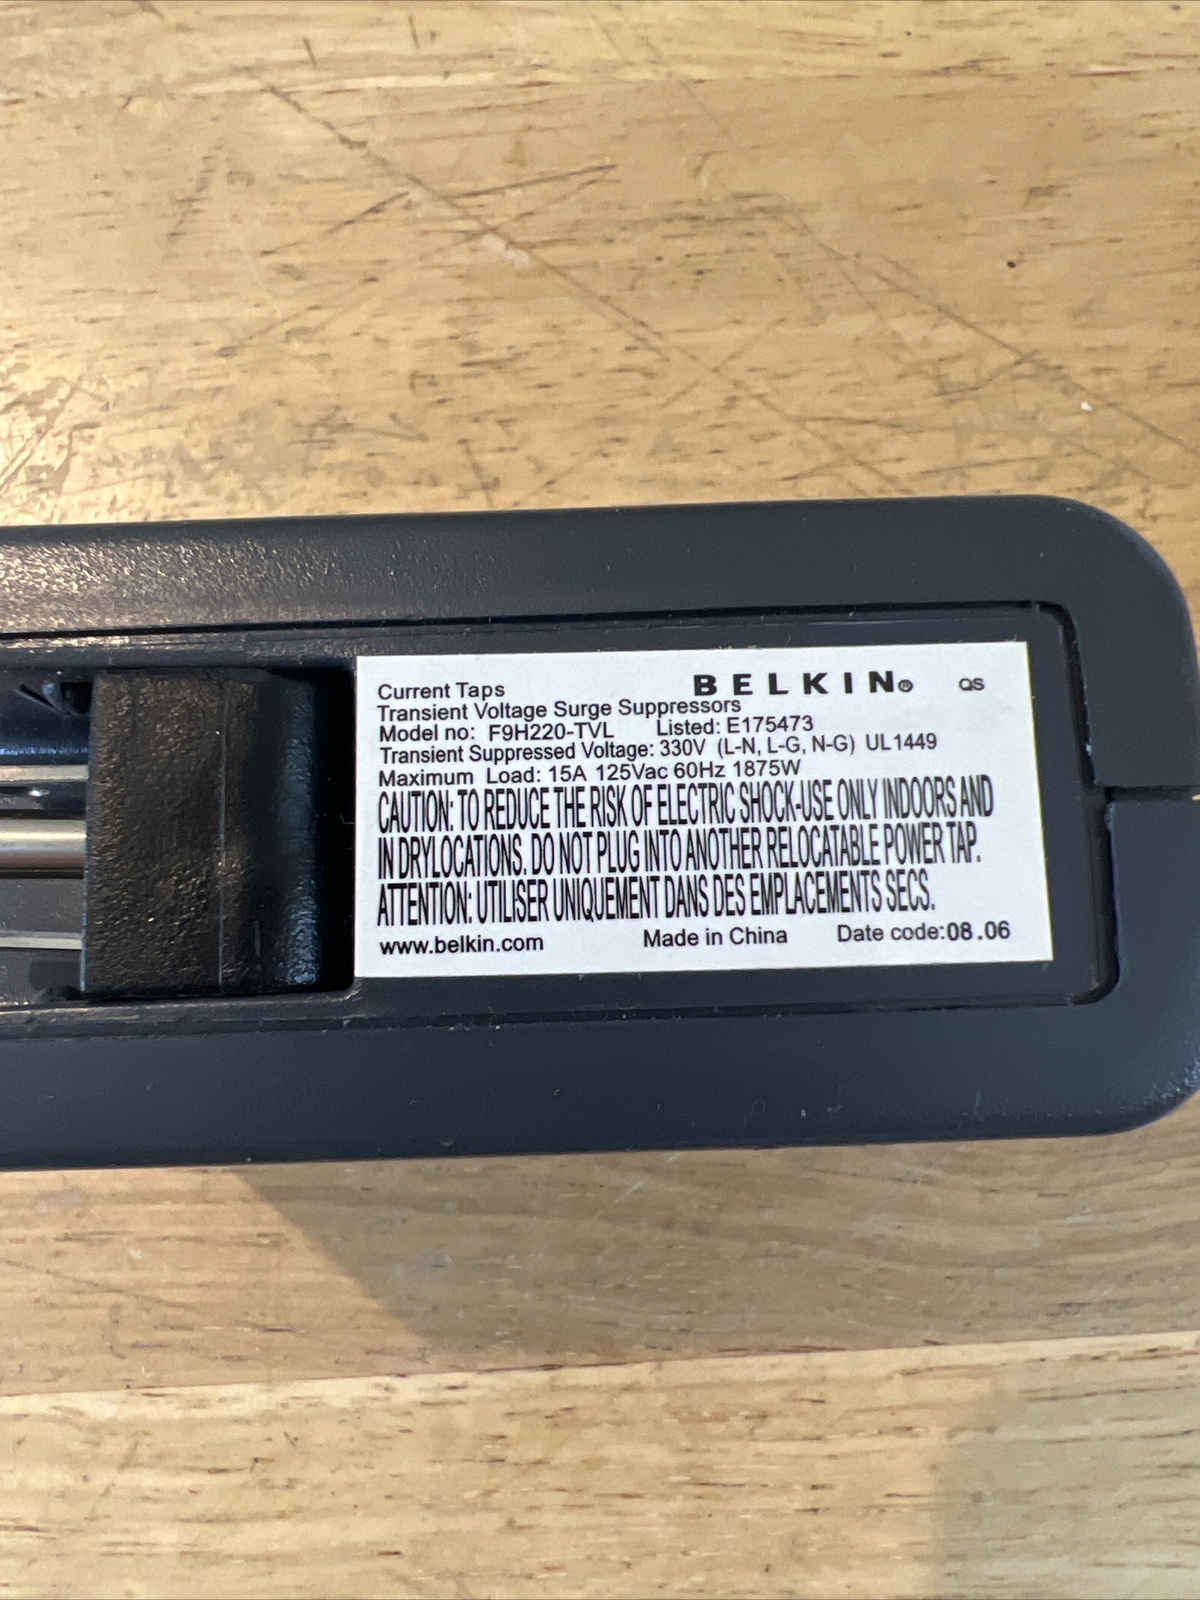 Current Taps BELKIN® QS
Transient Voltage Surge Suppressors
Model no: F9H220-TVL Listed: E175473
Transient Suppressed Voltage: 330V (L-N, L-G, N-G) UL1449
Maximum Load: 15A 125Vac 60Hz 1875W
CAUTION: TO REDUCE THE RISK OF ELECTRIC SHOCK-USE ONLY INDOORS AND
IN DRYLOCATIONS. DO NOT PLUG INTO ANOTHER RELOCATABLE POWER TAP.
ATTENTION: UTILISER UNIQUEMENT DANS DES EMPLACEMENTS SECS.
www.belkin.com Made in China Date code:08.06